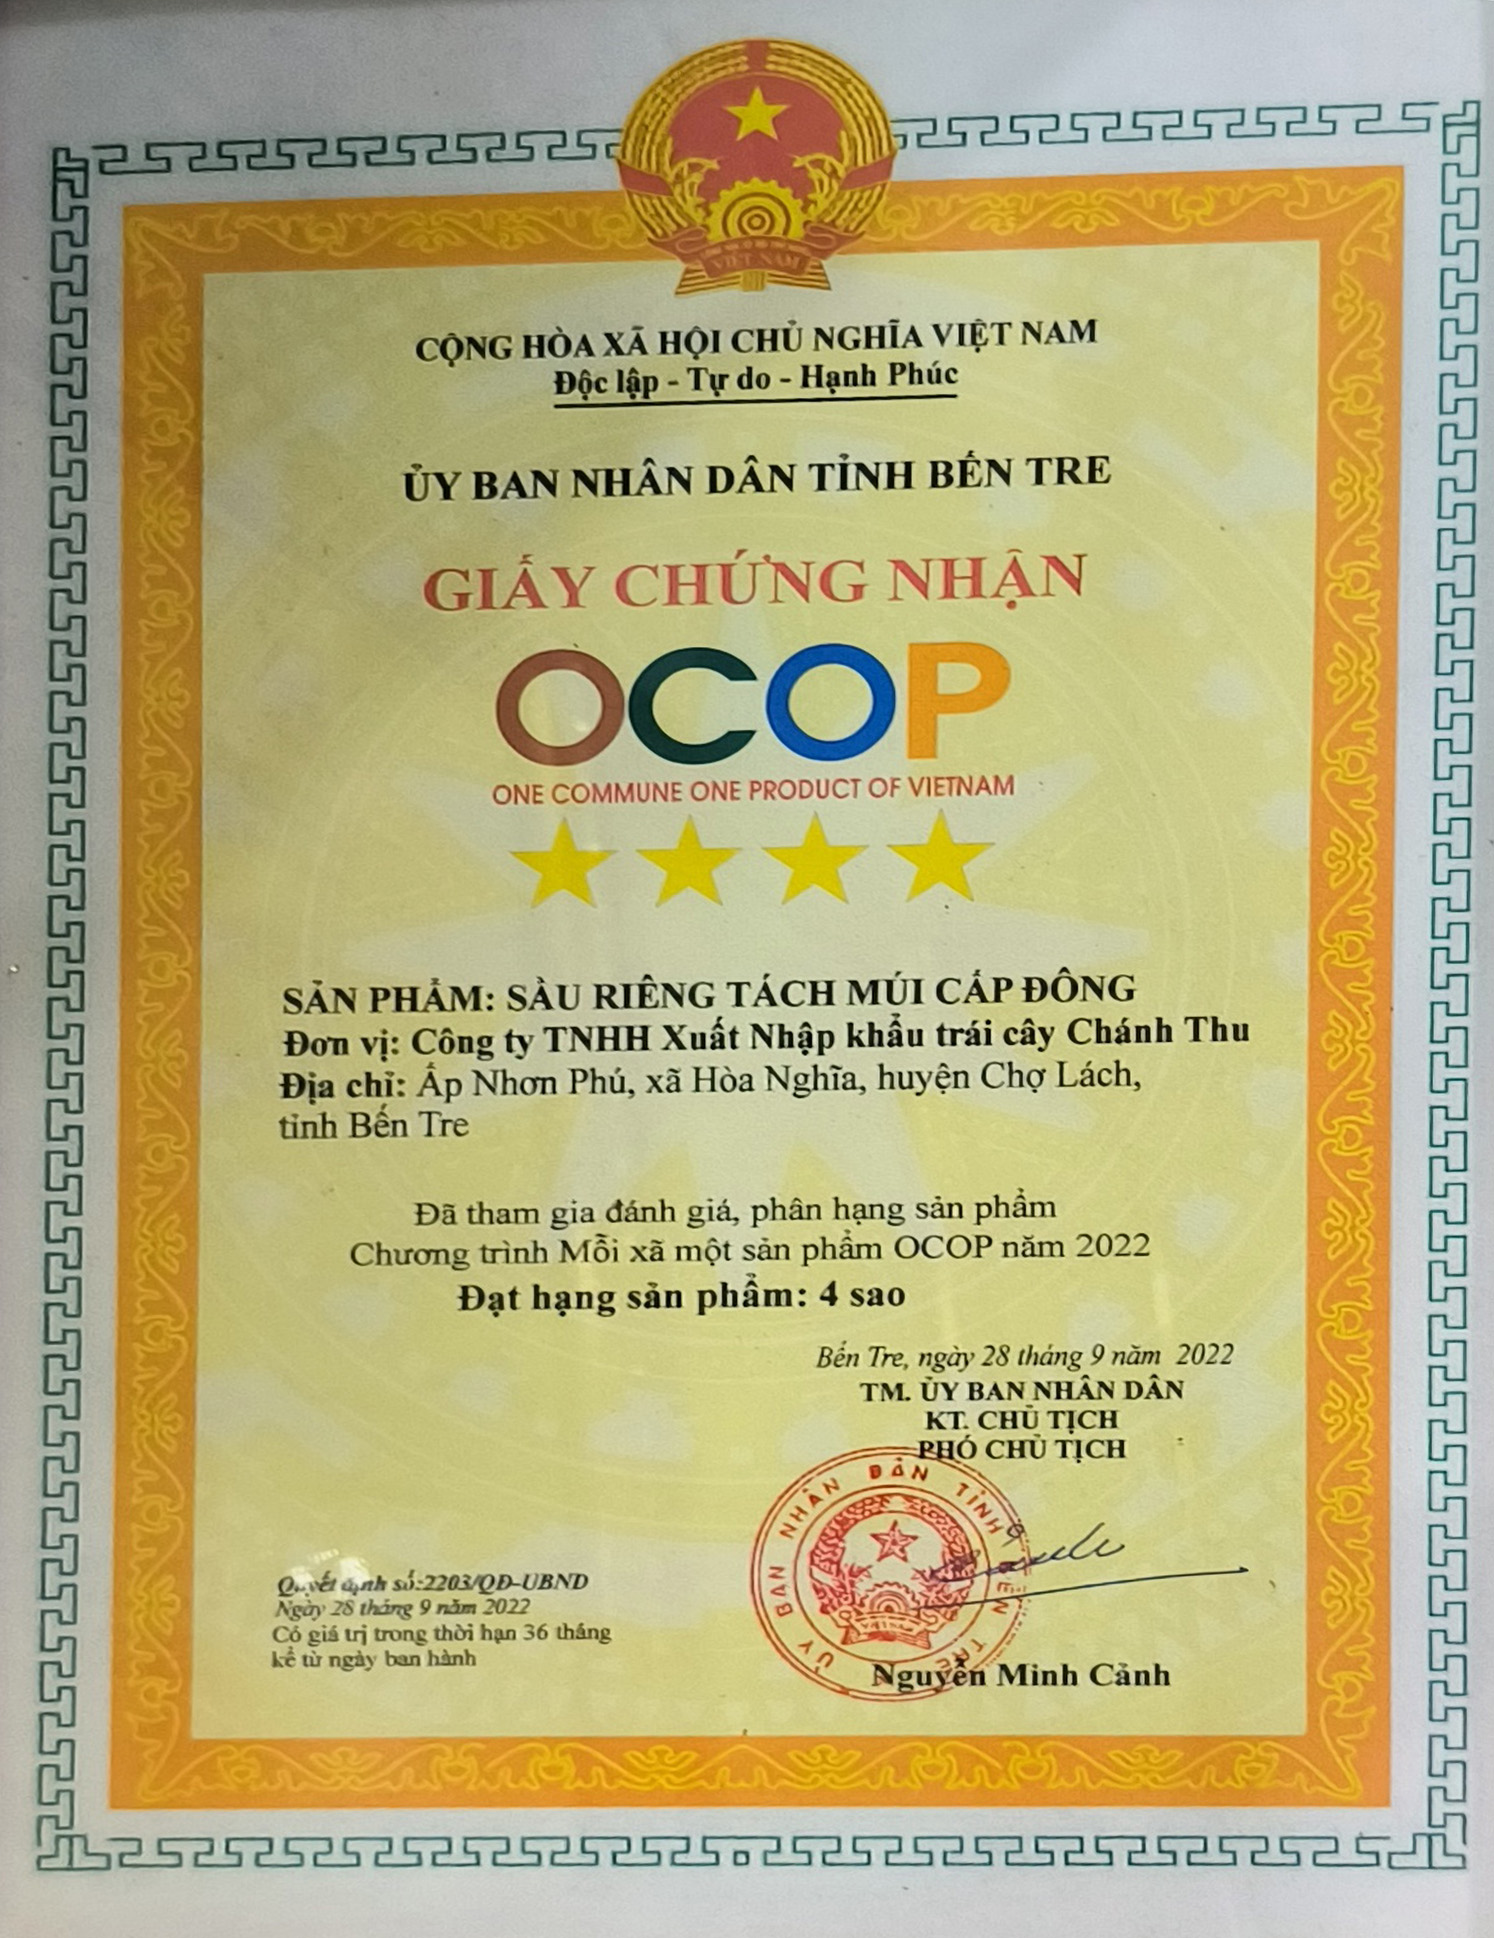 VIỆT NAM
CỘNG HÒA XÃ HỘI CHỦ NGHĨA VIỆT NAM
Độc lập - Tự do - Hạnh Phúc
ỦY BAN NHÂN DÂN TỈNH BẾN TRE
GIẤY CHỨNG NHẬN
OCOP
ONE COMMUNE ONE PRODUCT OF VIETNAM
SẢN PHẨM: SẦU RIÊNG TÁCH MÚI CẤP ĐÔNG
Đơn vị: Công ty TNHH Xuất Nhập khẩu trái cây Chánh Thu
Địa chỉ: Ấp Nhơn Phú, xã Hòa Nghĩa, huyện Chợ Lách,
tỉnh Bến Tre
Đã tham gia đánh giá, phân hạng sản phẩm
Chương trình Mỗi xã một sản phẩm OCOP năm 2022
Đạt hạng sản phẩm: 4 sao
Bến Tre, ngày 28 tháng 9 năm 2022
TM. ỦY BAN NHÂN DÂN
KT. CHỦ TỊCH
PHÓ CHỦ TỊCH
ỦY BAN NHÂN DÂN TỈNH BẾN TRE
Nguyễn Minh Cảnh
Quyết định số:2203/QĐ-UBND
Ngày 28 tháng 9 năm 2022
Có giá trị trong thời hạn 36 tháng
kể từ ngày ban hành